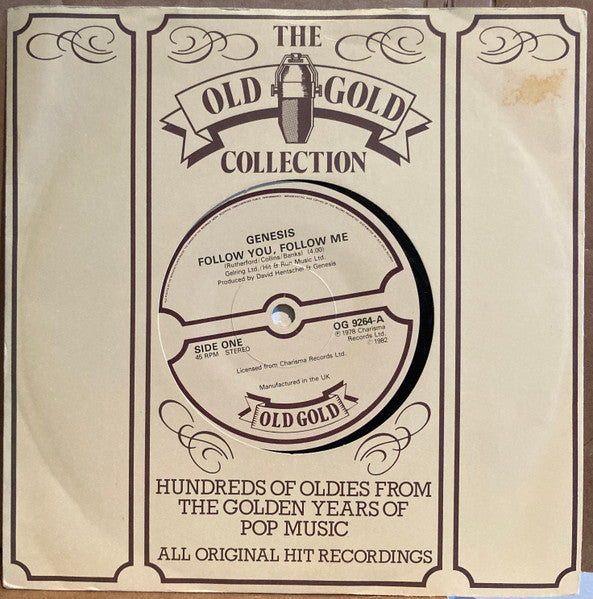 THE
OLD GOLD
COLLECTION
GENESIS
FOLLOW YOU, FOLLOW ME
(Rutherford/Collins/Banks) (4.00)
Gelring Ltd./Hit & Run Music Ltd.
Produced by David Hentschel & Genesis
SIDE ONE
45 RPM STEREO
OG 9264-A
℗ 1978 Charisma
Records Ltd.
© 1982
Licensed from Charisma Records Ltd.
Manufactured in the UK
OLD GOLD
HUNDREDS OF OLDIES FROM
THE GOLDEN YEARS OF
POP MUSIC
ALL ORIGINAL HIT RECORDINGS